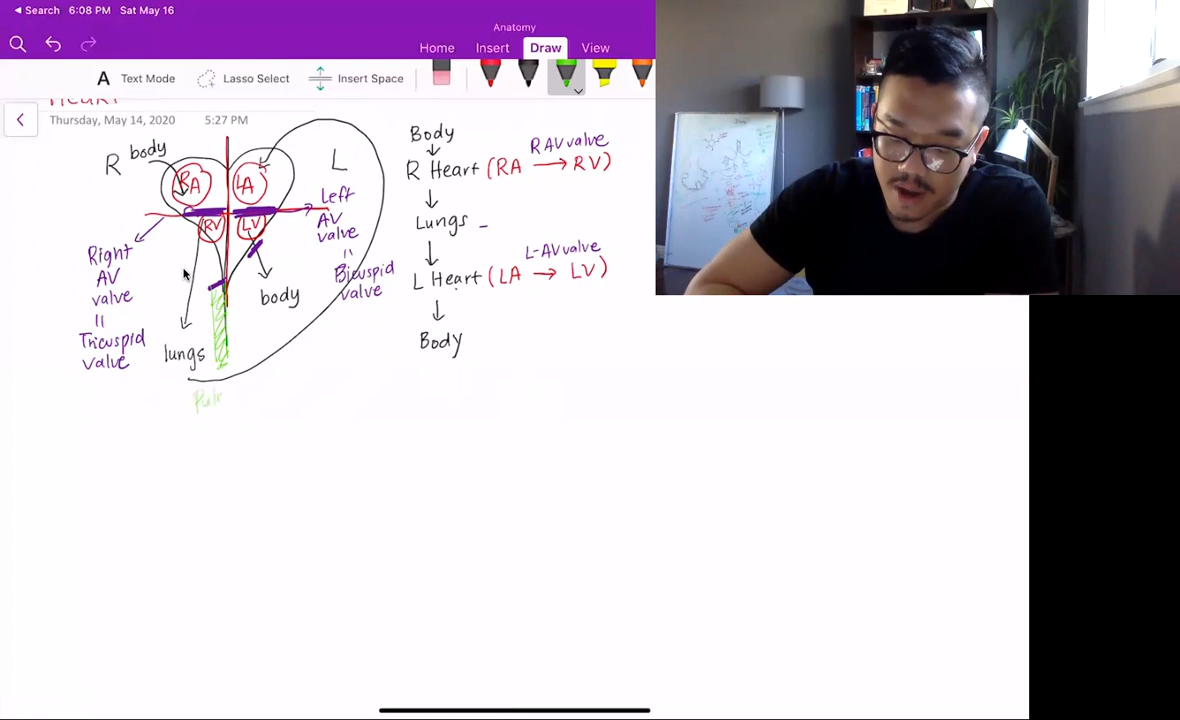 Search 6:08 PM Sat May 16
Anatomy
Home Insert Draw View
A Text Mode Lasso Select Insert Space
Heart
Thursday, May 14, 2020 5:27 PM
R body L
RA LA
RV LV
Left
AV
valve
=
Bicuspid
valve
Right
AV
valve
=
Tricuspid
valve
body
lungs
Pulm
Body
↓
RAV valve
R Heart (RA → RV)
↓
Lungs -
↓
L-AV valve
L Heart (LA → LV)
↓
Body